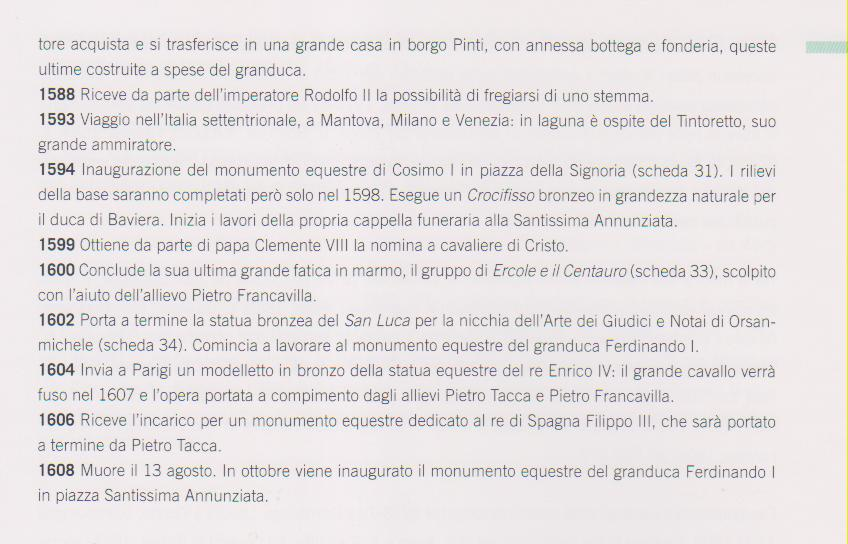 tore acquista e si trasferisce in una grande casa in borgo Pinti, con annessa bottega e fonderia, queste
ultime costruite a spese del granduca.
1588 Riceve da parte dell'imperatore Rodolfo II la possibilità di fregiarsi di uno stemma.
1593 Viaggio nell'Italia settentrionale, a Mantova, Milano e Venezia: in laguna è ospite del Tintoretto, suo
grande ammiratore.
1594 Inaugurazione del monumento equestre di Cosimo I in piazza della Signoria (scheda 31). I rilievi
della base saranno completati però solo nel 1598. Esegue un Crocifisso bronzeo in grandezza naturale per
il duca di Baviera. Inizia i lavori della propria cappella funeraria alla Santissima Annunziata.
1599 Ottiene da parte di papa Clemente VIII la nomina a cavaliere di Cristo.
1600 Conclude la sua ultima grande fatica in marmo, il gruppo di Ercole e il Centauro (scheda 33), scolpito
con l'aiuto dell'allievo Pietro Francavilla.
1602 Porta a termine la statua bronzea del San Luca per la nicchia dell'Arte dei Giudici e Notai di Orsan-
michele (scheda 34). Comincia a lavorare al monumento equestre del granduca Ferdinando I.
1604 Invia a Parigi un modelletto in bronzo della statua equestre del re Enrico IV: il grande cavallo verrà
fuso nel 1607 e l'opera portata a compimento dagli allievi Pietro Tacca e Pietro Francavilla.
1606 Riceve l'incarico per un monumento equestre dedicato al re di Spagna Filippo III, che sarà portato
a termine da Pietro Tacca.
1608 Muore il 13 agosto. In ottobre viene inaugurato il monumento equestre del granduca Ferdinando I
in piazza Santissima Annunziata.